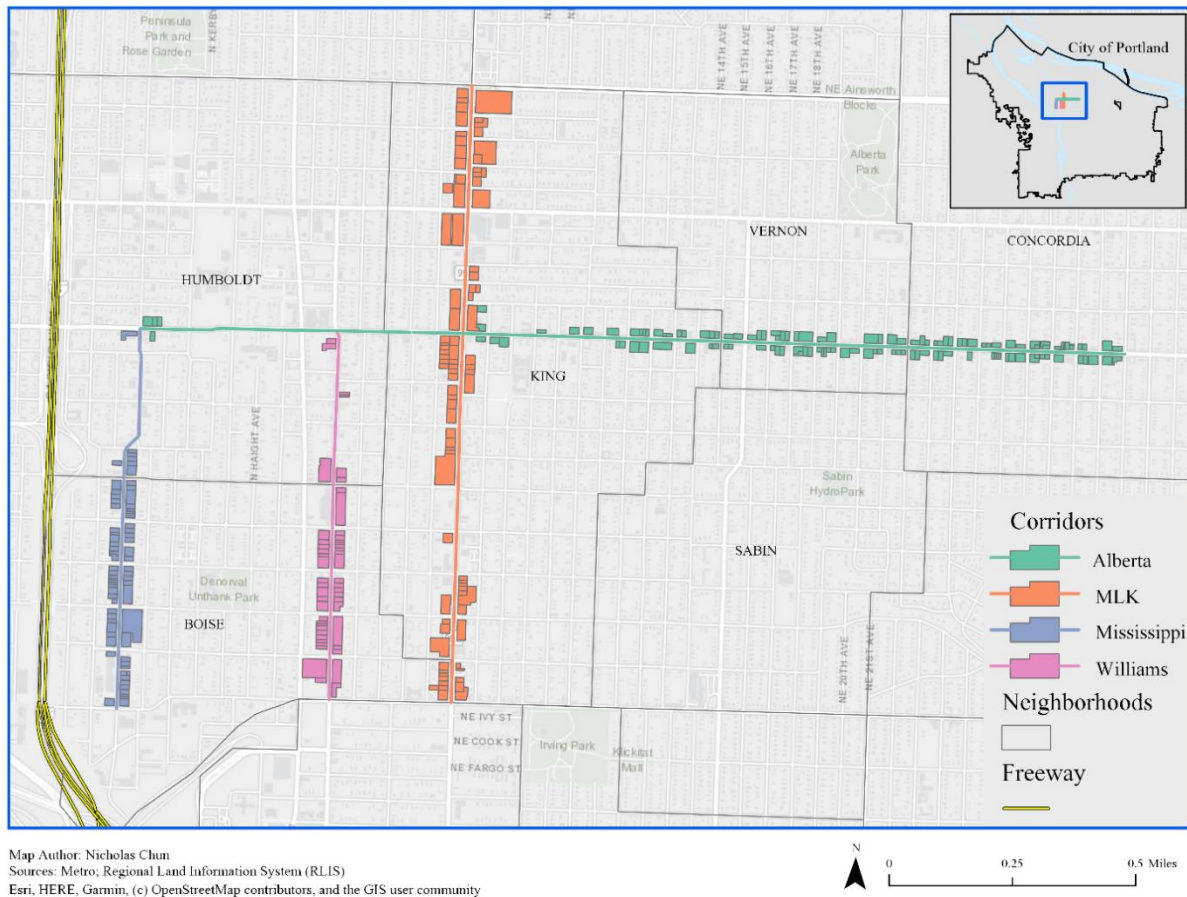 Peninsula
Park and
Rose Garden
N KERBY
NE 14TH AVE
NE 15TH AVE
NE 16TH AVE
NE 17TH AVE
NE 18TH AVE
NE Ainsworth
Blocks
Alberta
Park
City of Portland
VERNON
CONCORDIA
HUMBOLDT
KING
N HAIGHT AVE
Sabin
HydroPark
SABIN
Denorval
Unthank Park
BOISE
NE 20TH AVE
NE 21ST AVE
NE IVY ST
NE COOK ST
NE FARGO ST
Irving Park
Klickitat
Mall
Corridors
Alberta
MLK
Mississippi
Williams
Neighborhoods
Freeway
Map Author: Nicholas Chun
Sources: Metro; Regional Land Information System (RLIS)
Esri, HERE, Garmin, (c) OpenStreetMap contributors, and the GIS user community
N
0 0.25 0.5 Miles